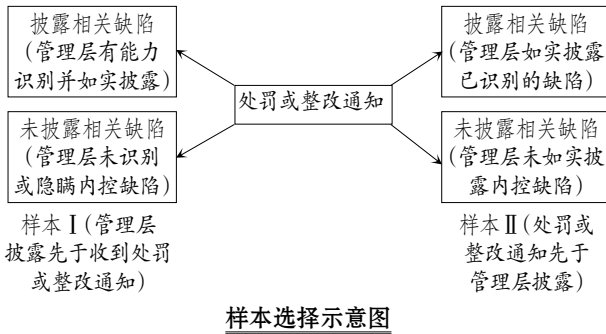 披露相关缺陷
（管理层有能力
识别并如实披露）
未披露相关缺陷
（管理层未识别
或隐瞒内控缺陷）
样本Ⅰ（管理层
披露先于收到处罚
或整改通知）
处罚或整改通知
披露相关缺陷
（管理层如实披露
已识别的缺陷）
未披露相关缺陷
（管理层未如实披
露内控缺陷）
样本Ⅱ（处罚或
整改通知先于
管理层披露）
样本选择示意图